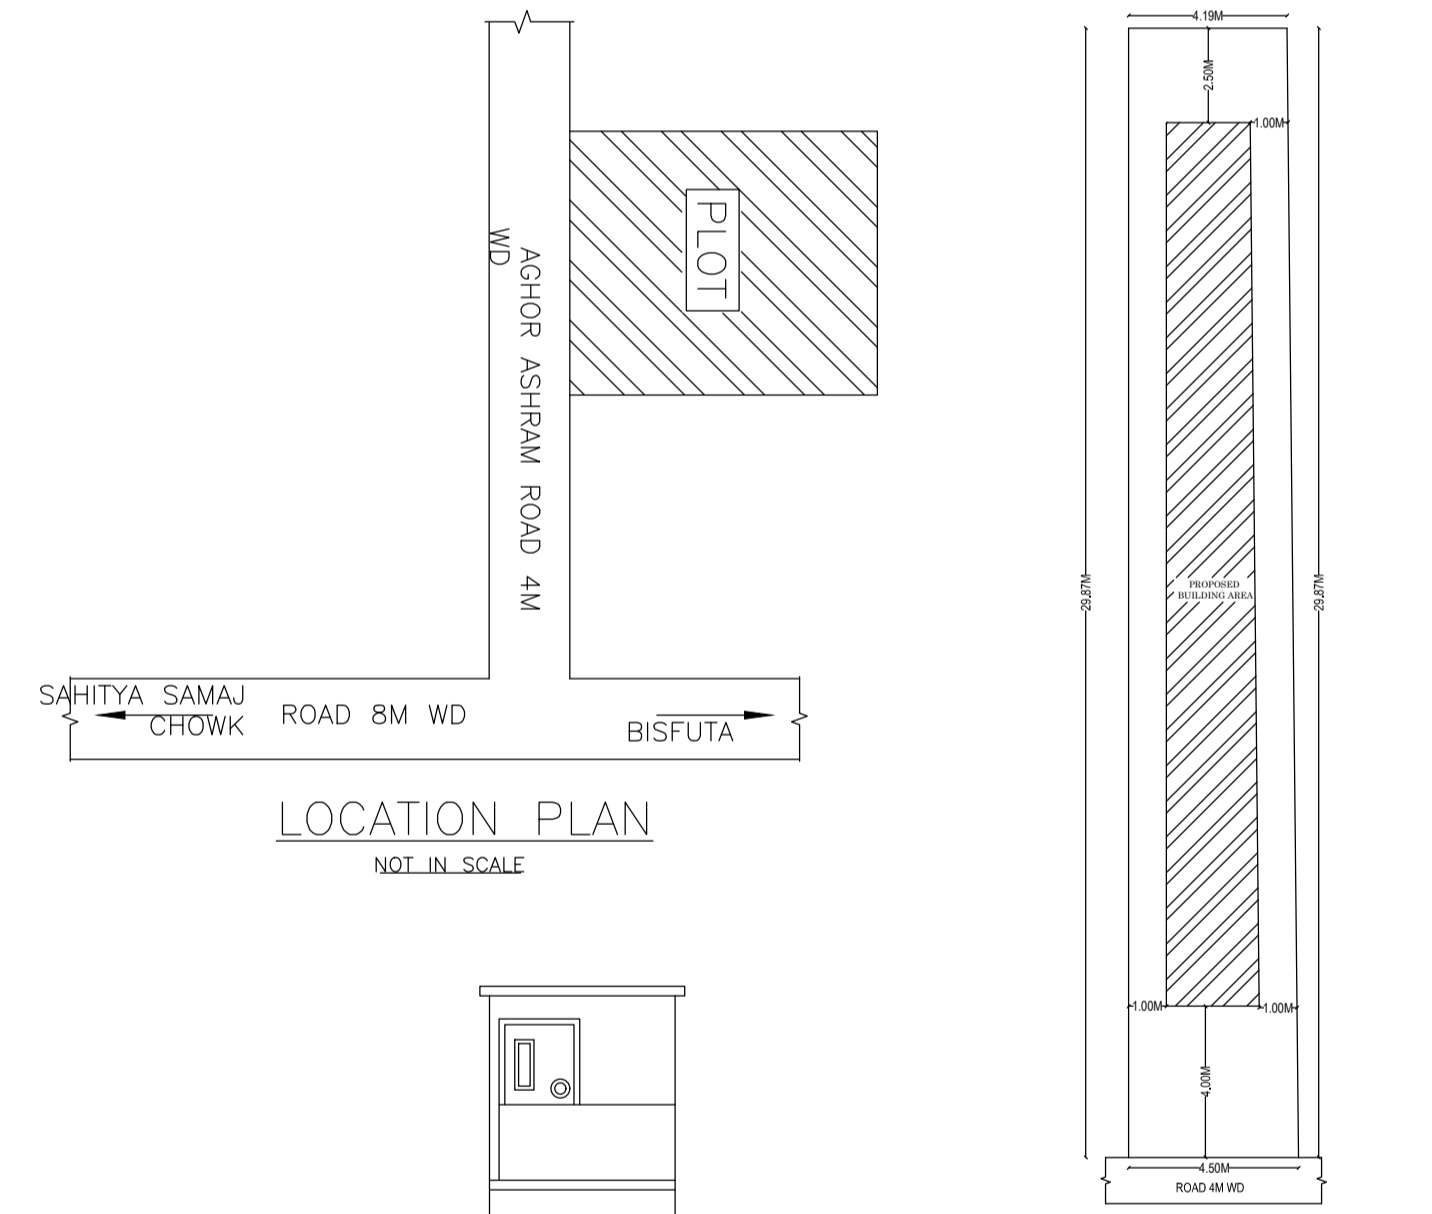 WD
AGHOR ASHRAM ROAD 4M
PLOT
SAHITYA SAMAJ
CHOWK
ROAD 8M WD
BISFUTA
LOCATION PLAN
NOT IN SCALE
4.19M
2.50M
1.00M
29.87M
29.87M
PROPOSED
BUILDING AREA
1.00M
1.00M
4.00M
4.50M
ROAD 4M WD